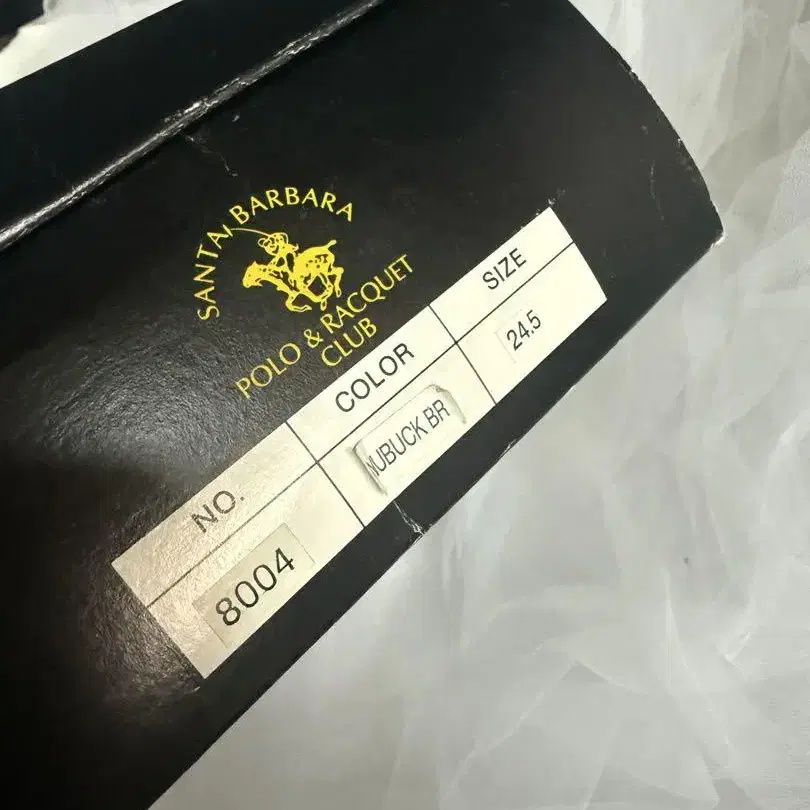 SANTA BARBARA
POLO & RACQUET
CLUB
NO. COLOR SIZE
8004 NUBUCK BR 24.5